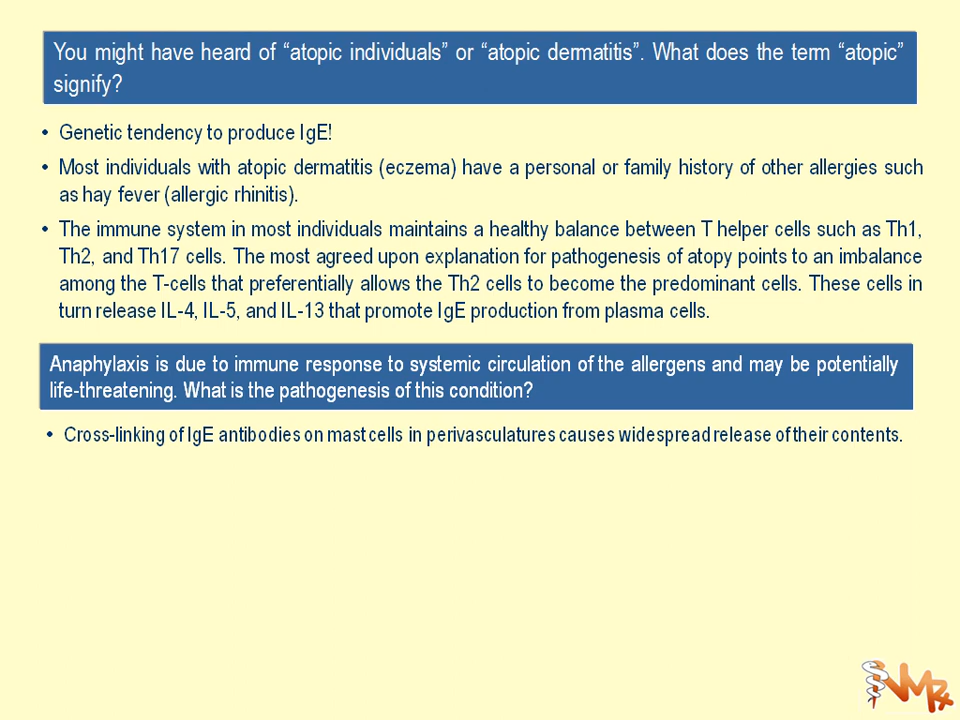 You might have heard of “atopic individuals” or “atopic dermatitis”. What does the term “atopic”
signify?
• Genetic tendency to produce IgE!
• Most individuals with atopic dermatitis (eczema) have a personal or family history of other allergies such
as hay fever (allergic rhinitis).
• The immune system in most individuals maintains a healthy balance between T helper cells such as Th1,
Th2, and Th17 cells. The most agreed upon explanation for pathogenesis of atopy points to an imbalance
among the T-cells that preferentially allows the Th2 cells to become the predominant cells. These cells in
turn release IL-4, IL-5, and IL-13 that promote IgE production from plasma cells.
Anaphylaxis is due to immune response to systemic circulation of the allergens and may be potentially
life-threatening. What is the pathogenesis of this condition?
• Cross-linking of IgE antibodies on mast cells in perivasculatures causes widespread release of their contents.